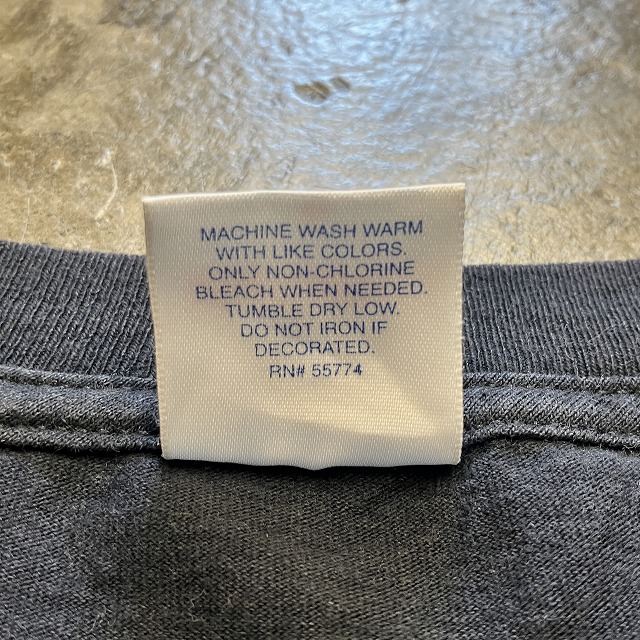 MACHINE WASH WARM
WITH LIKE COLORS.
ONLY NON-CHLORINE
BLEACH WHEN NEEDED.
TUMBLE DRY LOW.
DO NOT IRON IF
DECORATED.
RN# 55774